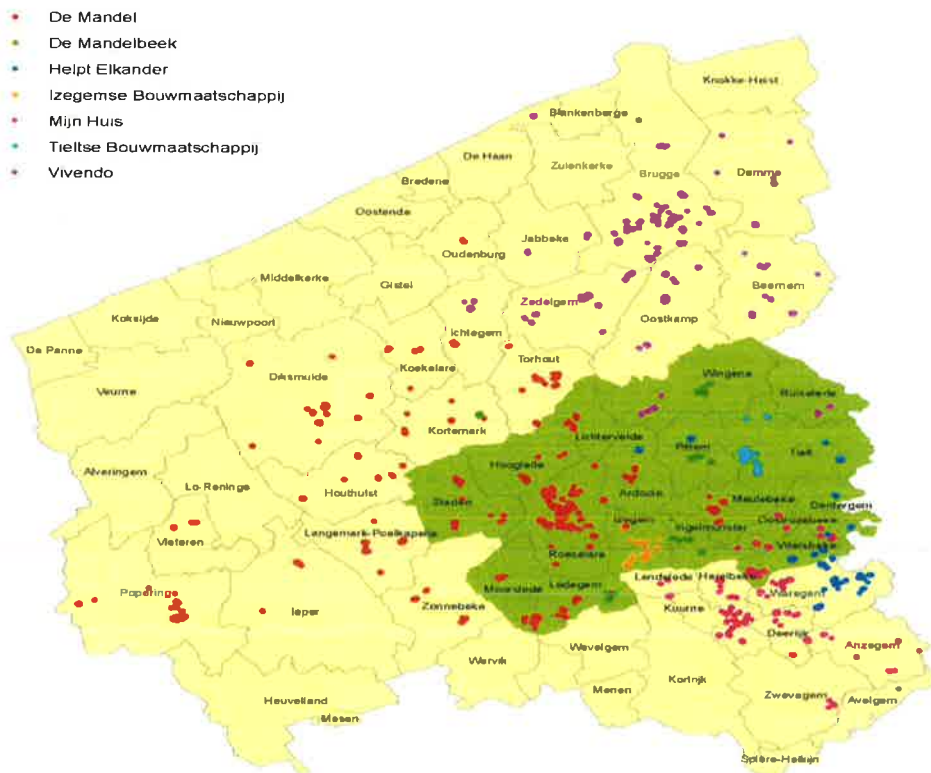 De Mandel
De Mandelbeek
Helpt Elkander
Izegemse Bouwmaatschappij
Mijn Huis
Tieltse Bouwmaatschappij
Vivendo
Knokke-Heist
Blankenberge
De Haan
Zuienkerke
Brugge
Damme
Bredene
Oostende
Oudenburg
Jabbeke
Middelkerke
Gistel
Beernem
Zedelgem
Koksijde
Nieuwpoort
Ichtegem
Oostkamp
De Panne
Torhout
Koekelare
Diksmuide
Wingene
Veurne
Ruiselede
Kortemark
Lichtervelde
Pittem
Tielt
Alveringem
Hooglede
Lo-Reninge
Houthulst
Staden
Ardooie
Meulebeke
Dentergem
Langemark-Poelkapelle
Izegem
Ingelmunster
Oostrozebeke
Vleteren
Wielsbeke
Roeselare
Moorslede
Ledegem
Lendelede
Harelbeke
Waregem
Poperinge
Ieper
Zonnebeke
Kuurne
Deerlijk
Anzegem
Wervik
Wevelgem
Menen
Kortrijk
Zwevegem
Avelgem
Heuvelland
Mesen
Spiere-Helkijn